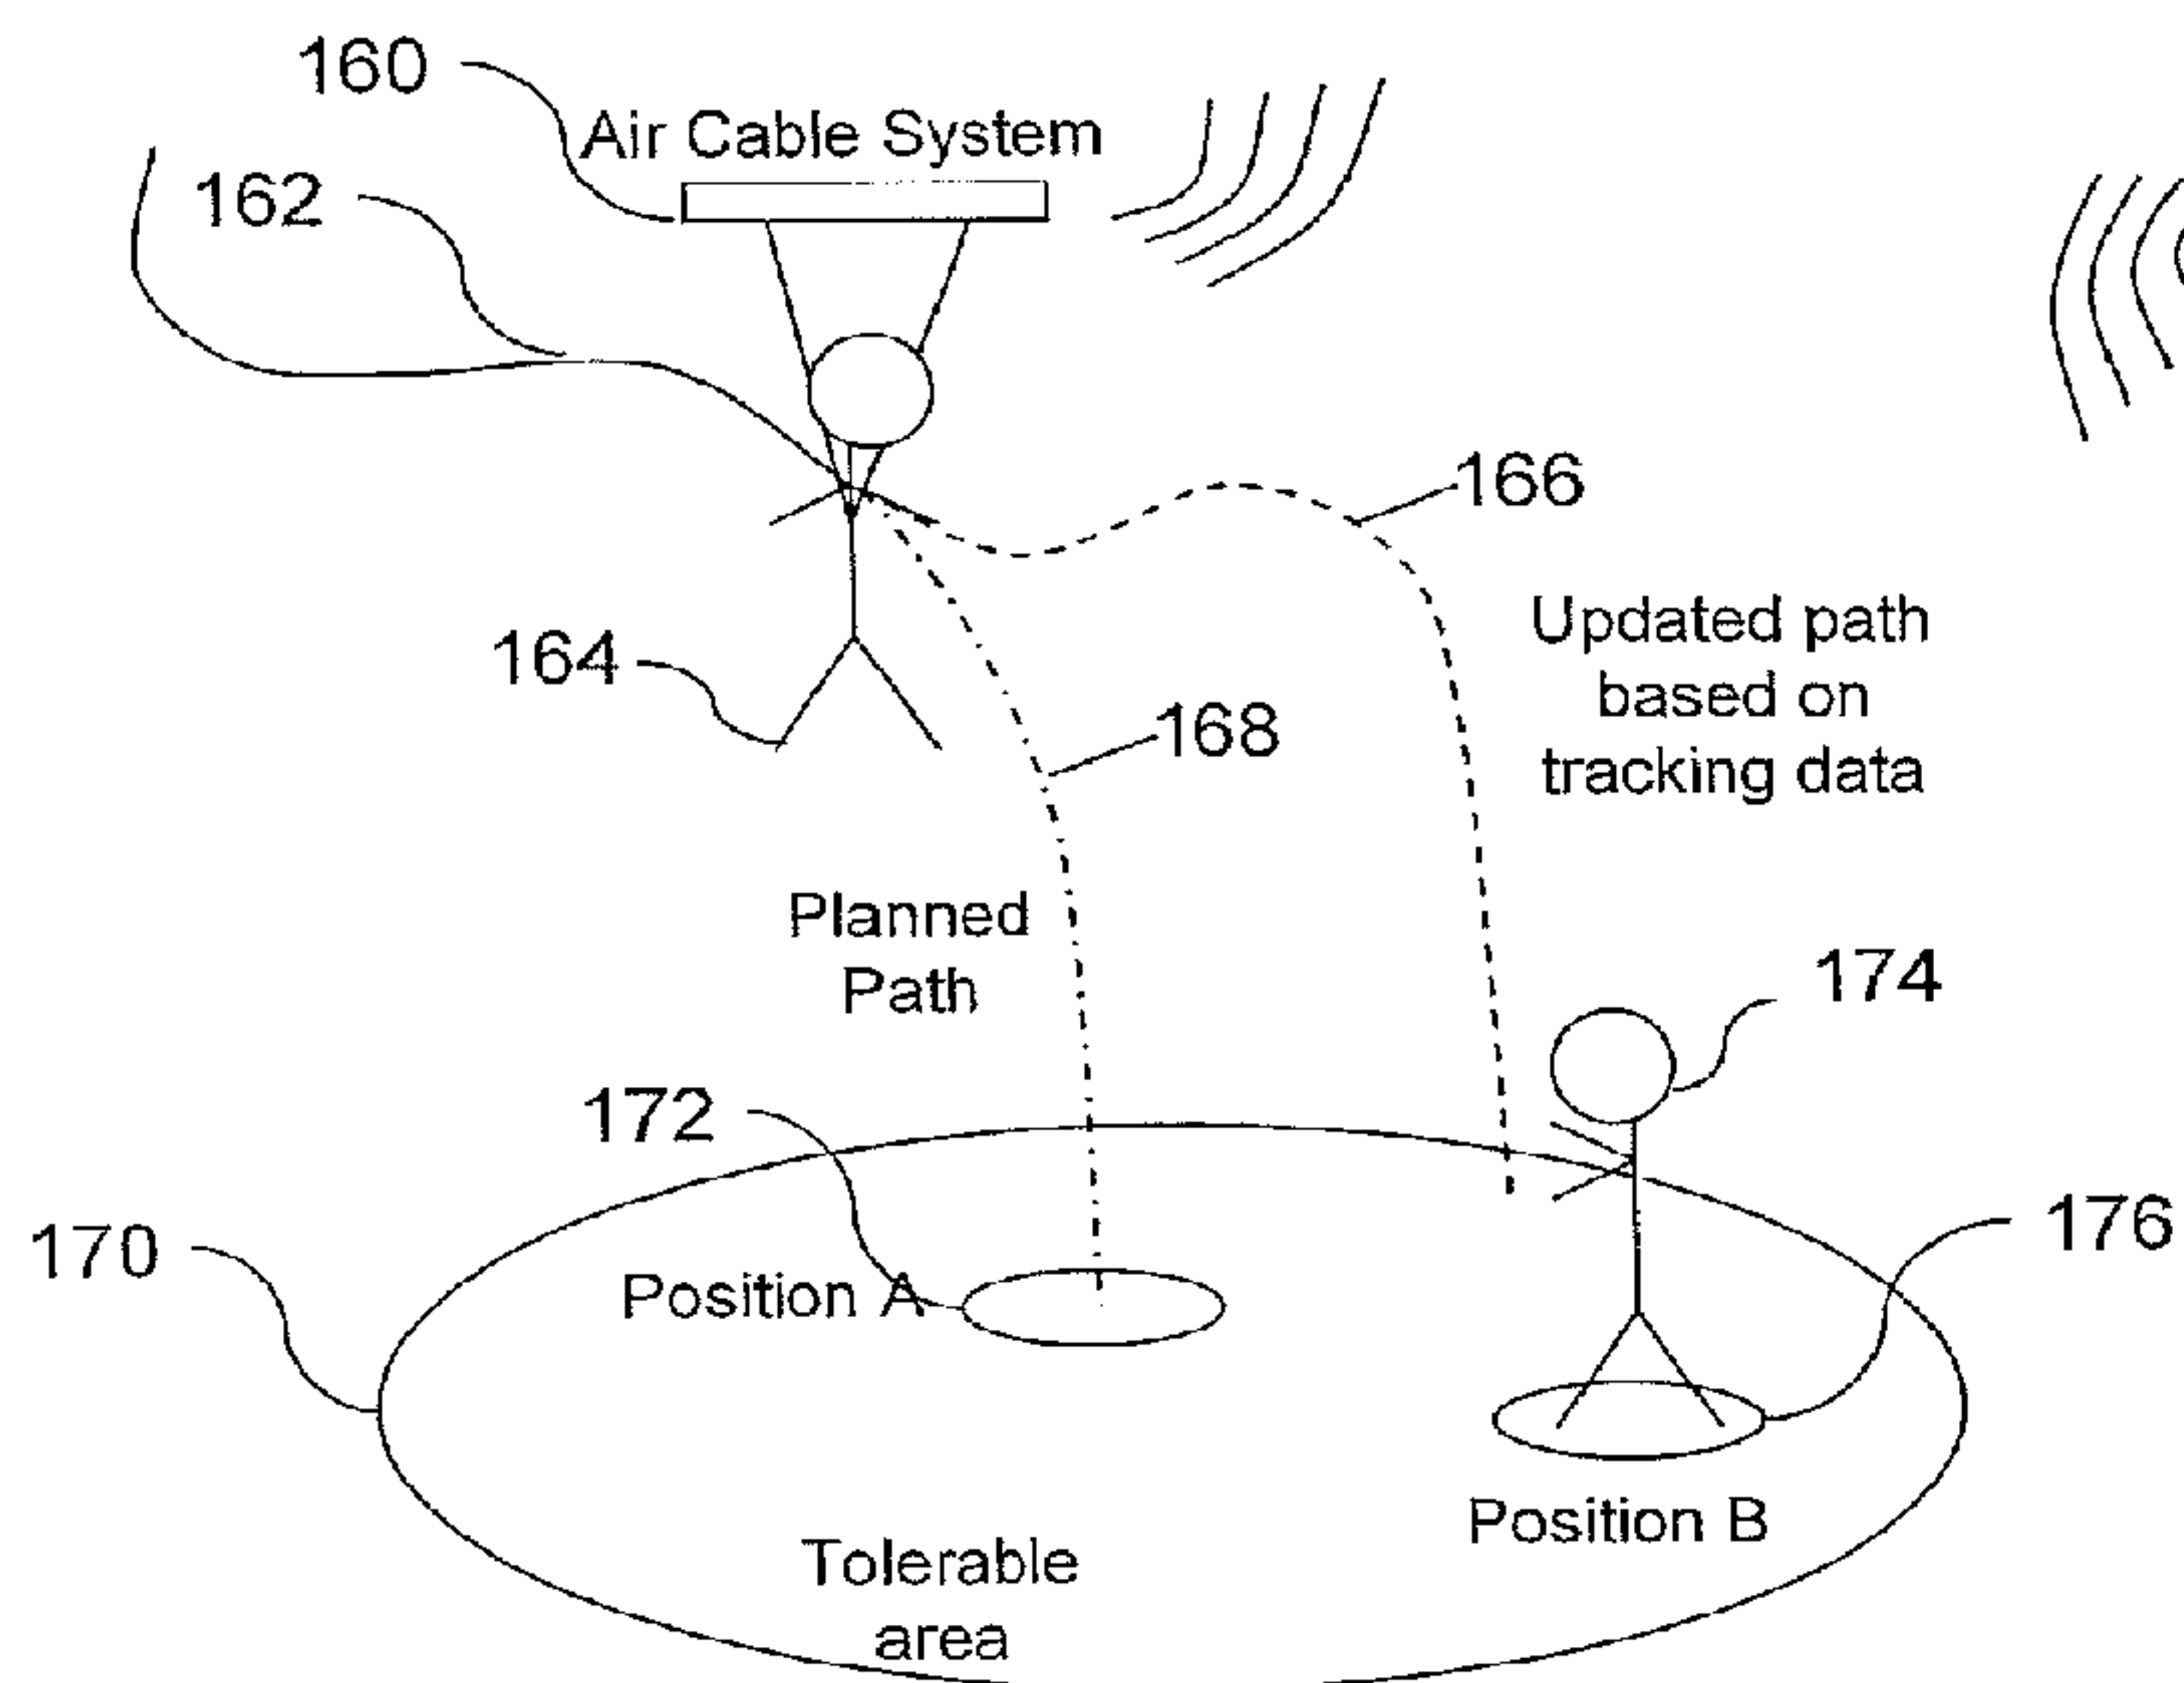 160
Air Cable System
162
166
Updated path
based on
tracking data
164
168
Planned
Path
174
172
176
170
Position A
Position B
Tolerable
area